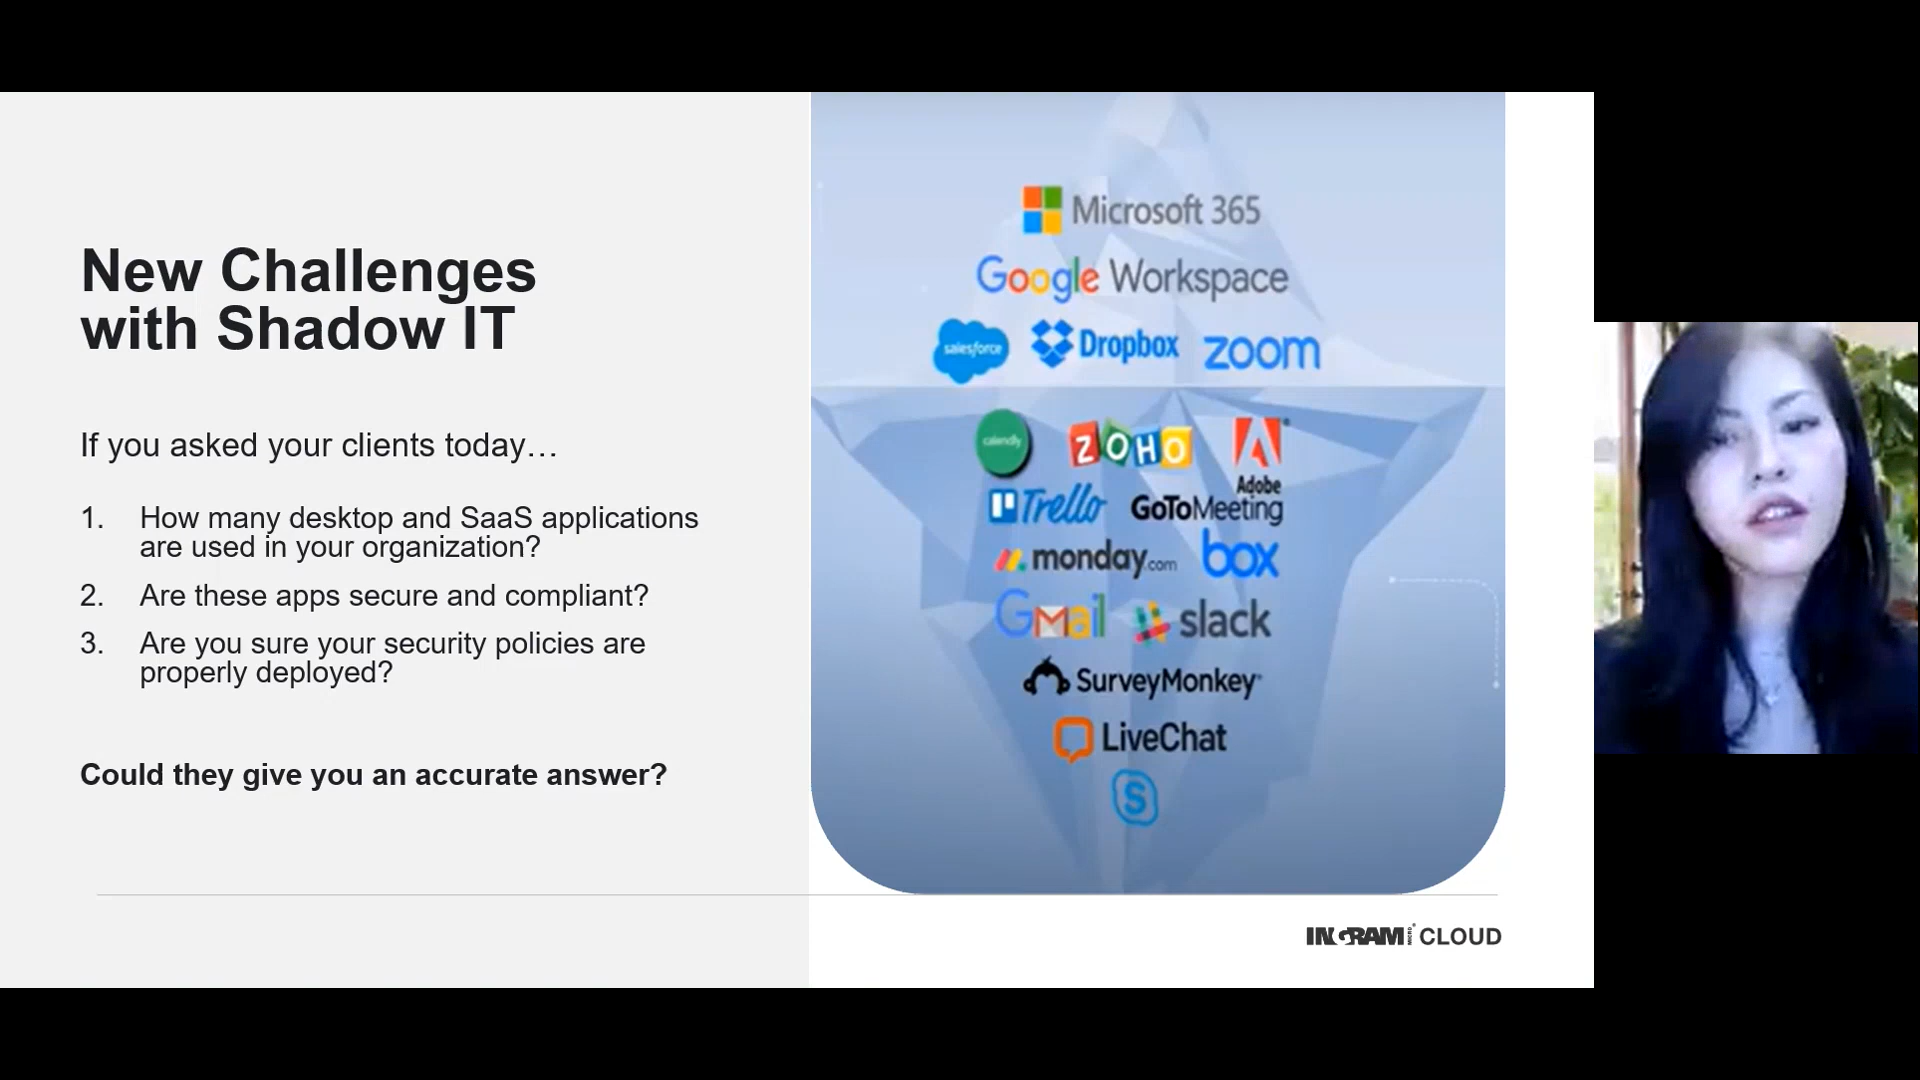 New Challenges
with Shadow IT
If you asked your clients today…
1. How many desktop and SaaS applications
are used in your organization?
2. Are these apps secure and compliant?
3. Are you sure your security policies are
properly deployed?
Could they give you an accurate answer?
Microsoft 365
Google Workspace
salesforce Dropbox zoom
calendly ZOHO Adobe
Trello GoToMeeting
monday.com box
GMail slack
SurveyMonkey
LiveChat
S
INGRAM MICRO CLOUD